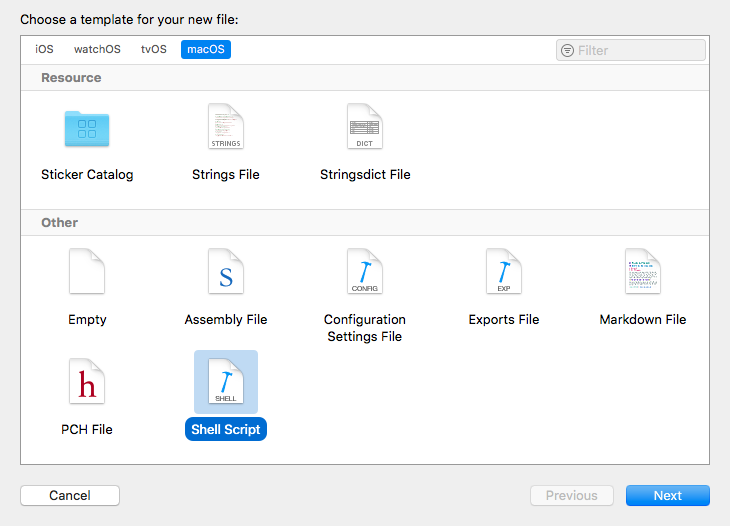 Choose a template for your new file:
iOS watchOS tvOS macOS
Filter
Resource
STRINGS
DICT
Sticker Catalog
Strings File
Stringsdict File
Other
S
CONFIG
EXP
Empty
Assembly File
Configuration
Settings File
Exports File
Markdown File
h
SHELL
PCH File
Shell Script
Cancel
Previous
Next